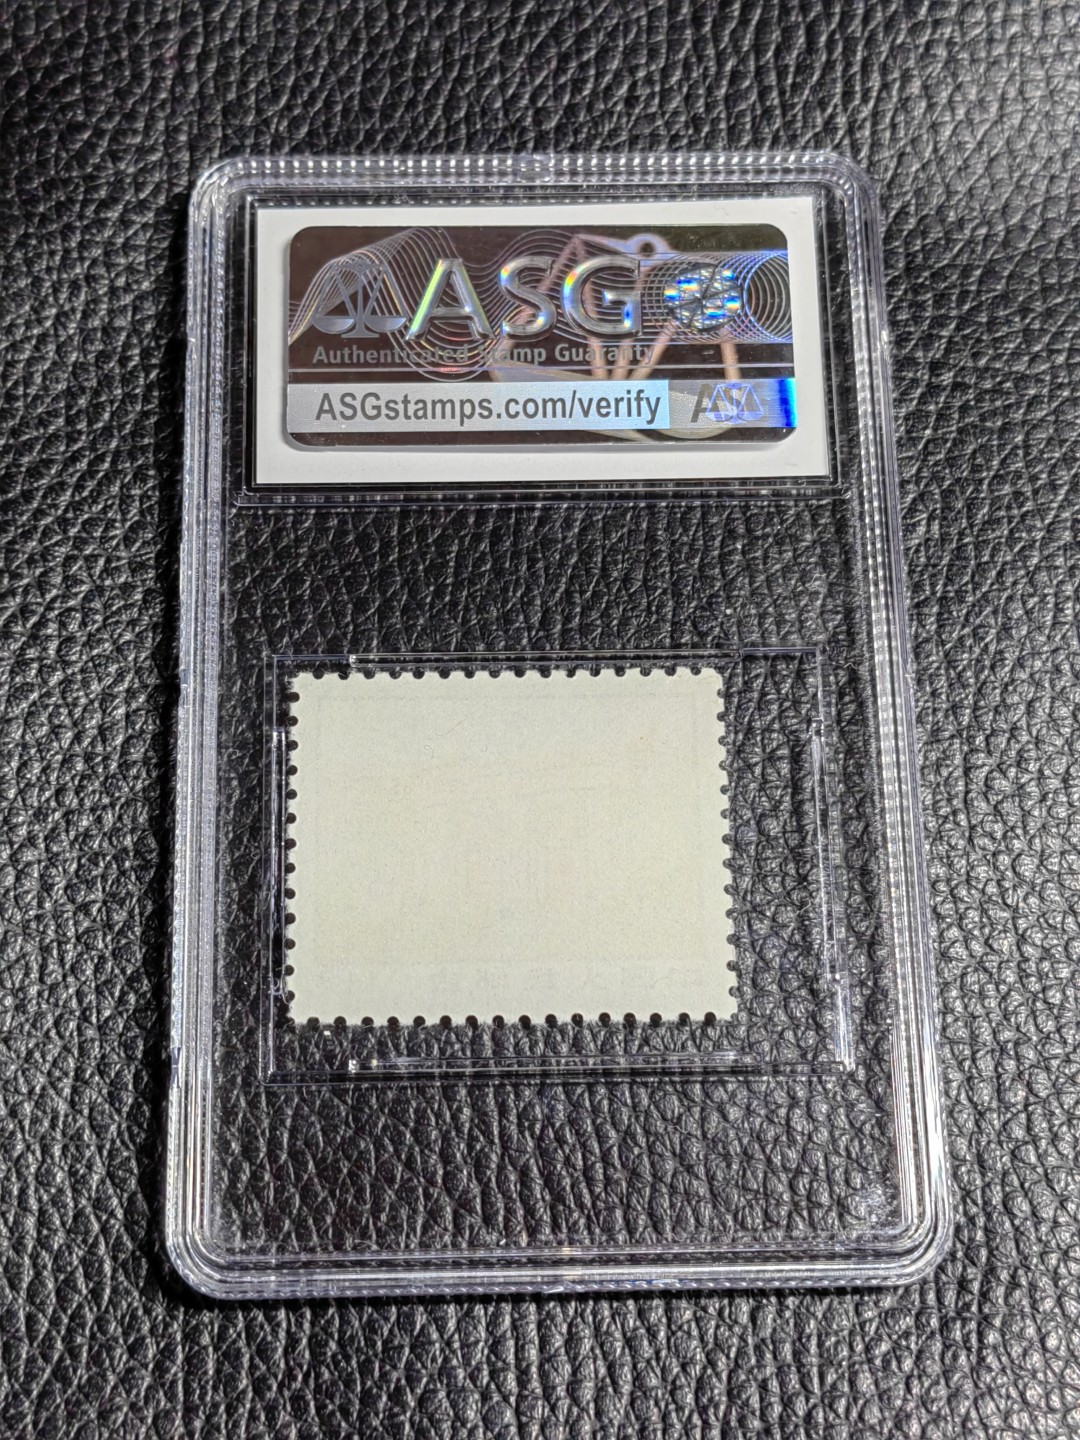 ASG
Authenticated Stamp Guaranty
ASGstamps.com/verify